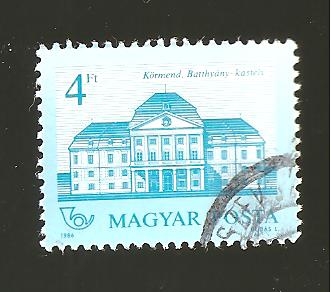 4 Ft
Körmend, Batthyány-kastély
MAGYAR POSTA
1986